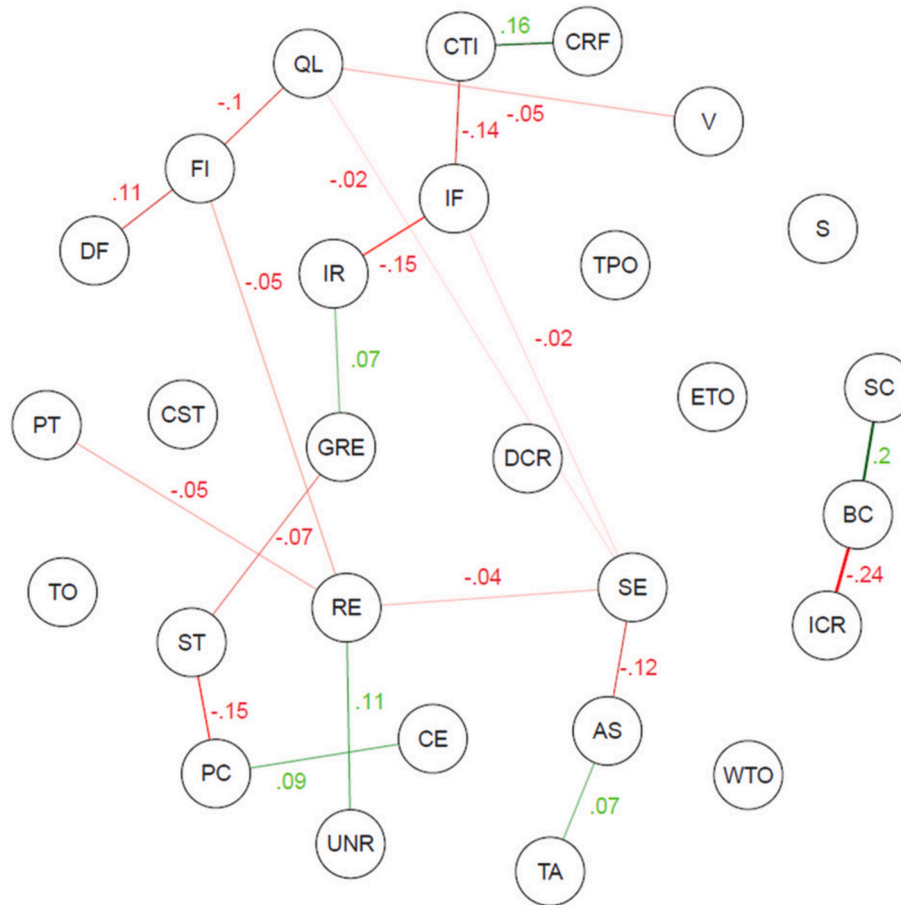 .16
CTI
CRF
QL
-.1
-.05
V
-.14
FI
-.02
.11
IF
DF
IR
-.15
TPO
S
-.05
-.02
.07
SC
ETO
CST
PT
GRE
DCR
.2
-.05
BC
-.07
-.04
-.24
TO
RE
SE
ICR
ST
-.12
-.15
.11
AS
CE
PC
.09
WTO
.07
UNR
TA